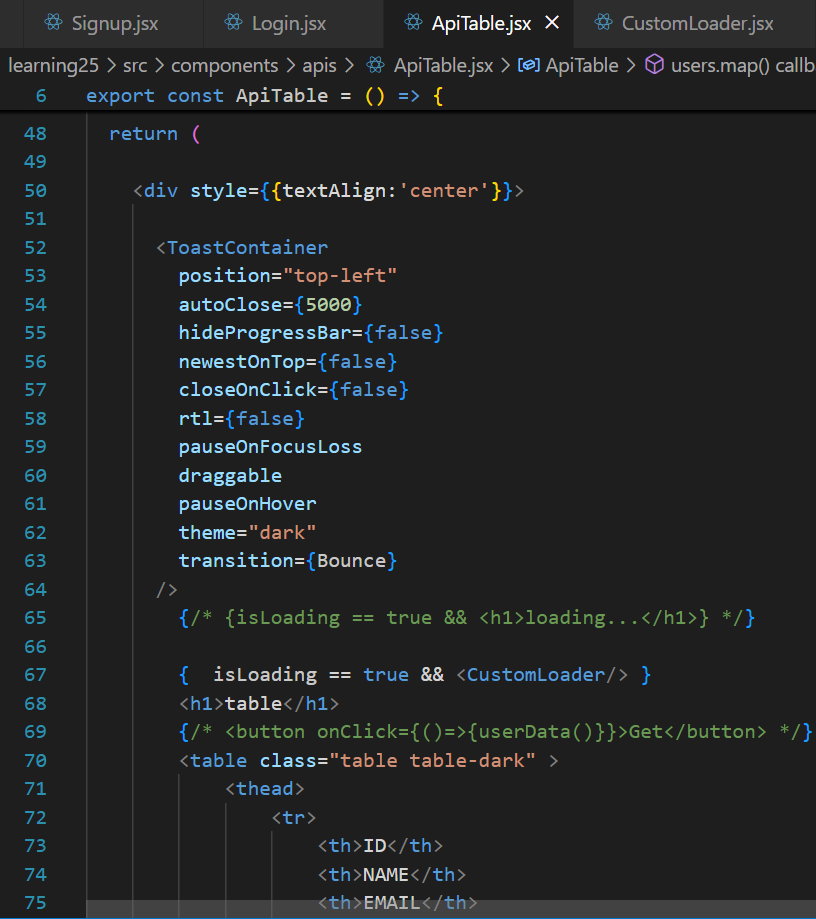 Signup.jsx Login.jsx ApiTable.jsx CustomLoader.jsx
learning25 > src > components > apis > ApiTable.jsx > ApiTable > users.map() callb
6 export const ApiTable = () => {
48 return (
49
50 <div style={{textAlign:'center'}}>
51
52 <ToastContainer
53 position="top-left"
54 autoClose={5000}
55 hideProgressBar={false}
56 newestOnTop={false}
57 closeOnClick={false}
58 rtl={false}
59 pauseOnFocusLoss
60 draggable
61 pauseOnHover
62 theme="dark"
63 transition={Bounce}
64 />
65 {/* {isLoading == true && <h1>loading...</h1>} */}
66
67 {  isLoading == true && <CustomLoader/> }
68 <h1>table</h1>
69 {/* <button onClick={()=>{userData()}}>Get</button> */}
70 <table class="table table-dark" >
71 <thead>
72 <tr>
73 <th>ID</th>
74 <th>NAME</th>
75 <th>EMAIL</th>